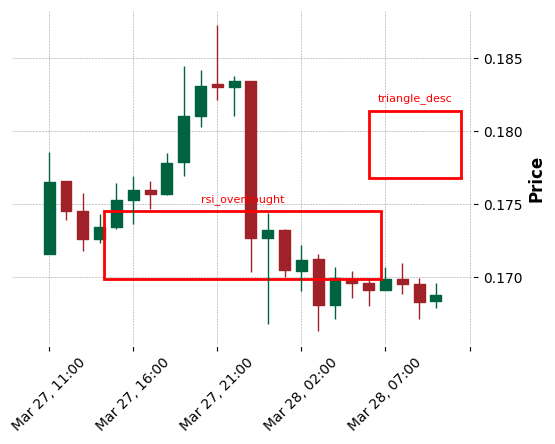 0.185
triangle_desc
0.180
rsi_overbought
0.175
0.170
Price
Mar 27, 11:00
Mar 27, 16:00
Mar 27, 21:00
Mar 28, 02:00
Mar 28, 07:00